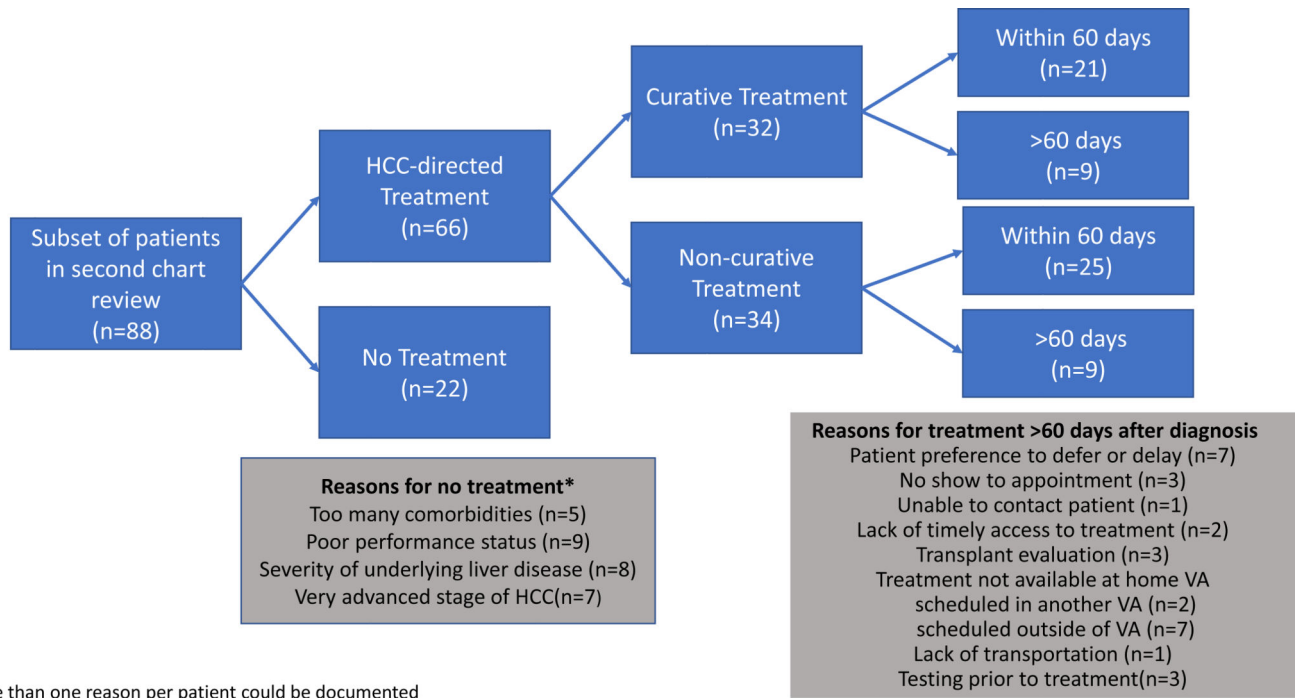 Subset of patients
in second chart
review
(n=88)
HCC-directed
Treatment
(n=66)
No Treatment
(n=22)
Curative Treatment
(n=32)
Non-curative
Treatment
(n=34)
Within 60 days
(n=21)
>60 days
(n=9)
Within 60 days
(n=25)
>60 days
(n=9)
Reasons for no treatment*
Too many comorbidities (n=5)
Poor performance status (n=9)
Severity of underlying liver disease (n=8)
Very advanced stage of HCC(n=7)
Reasons for treatment >60 days after diagnosis
Patient preference to defer or delay (n=7)
No show to appointment (n=3)
Unable to contact patient (n=1)
Lack of timely access to treatment (n=2)
Transplant evaluation (n=3)
Treatment not available at home VA
scheduled in another VA (n=2)
scheduled outside of VA (n=7)
Lack of transportation (n=1)
Testing prior to treatment(n=3)
than one reason per patient could be documented